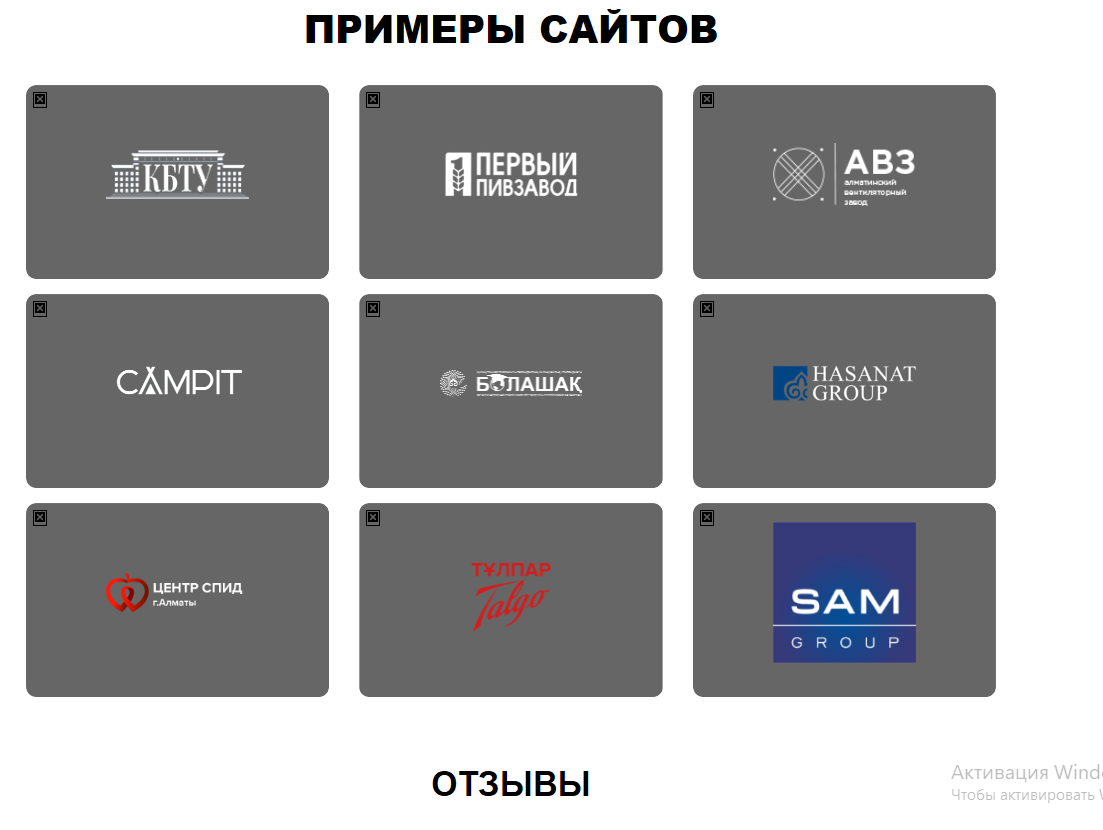 ПРИМЕРЫ САЙТОВ
КБТУ
ПЕРВЫЙ
ПИВЗАВОД
АВЗ
алматинский
вентиляторный
завод
CAMPIT
БОЛАШАҚ
HASANAT
GROUP
ЦЕНТР СПИД
г.Алматы
ТҰЛПАР
Talgo
SAM
GROUP
ОТЗЫВЫ
Активация Wind
Чтобы активировать W